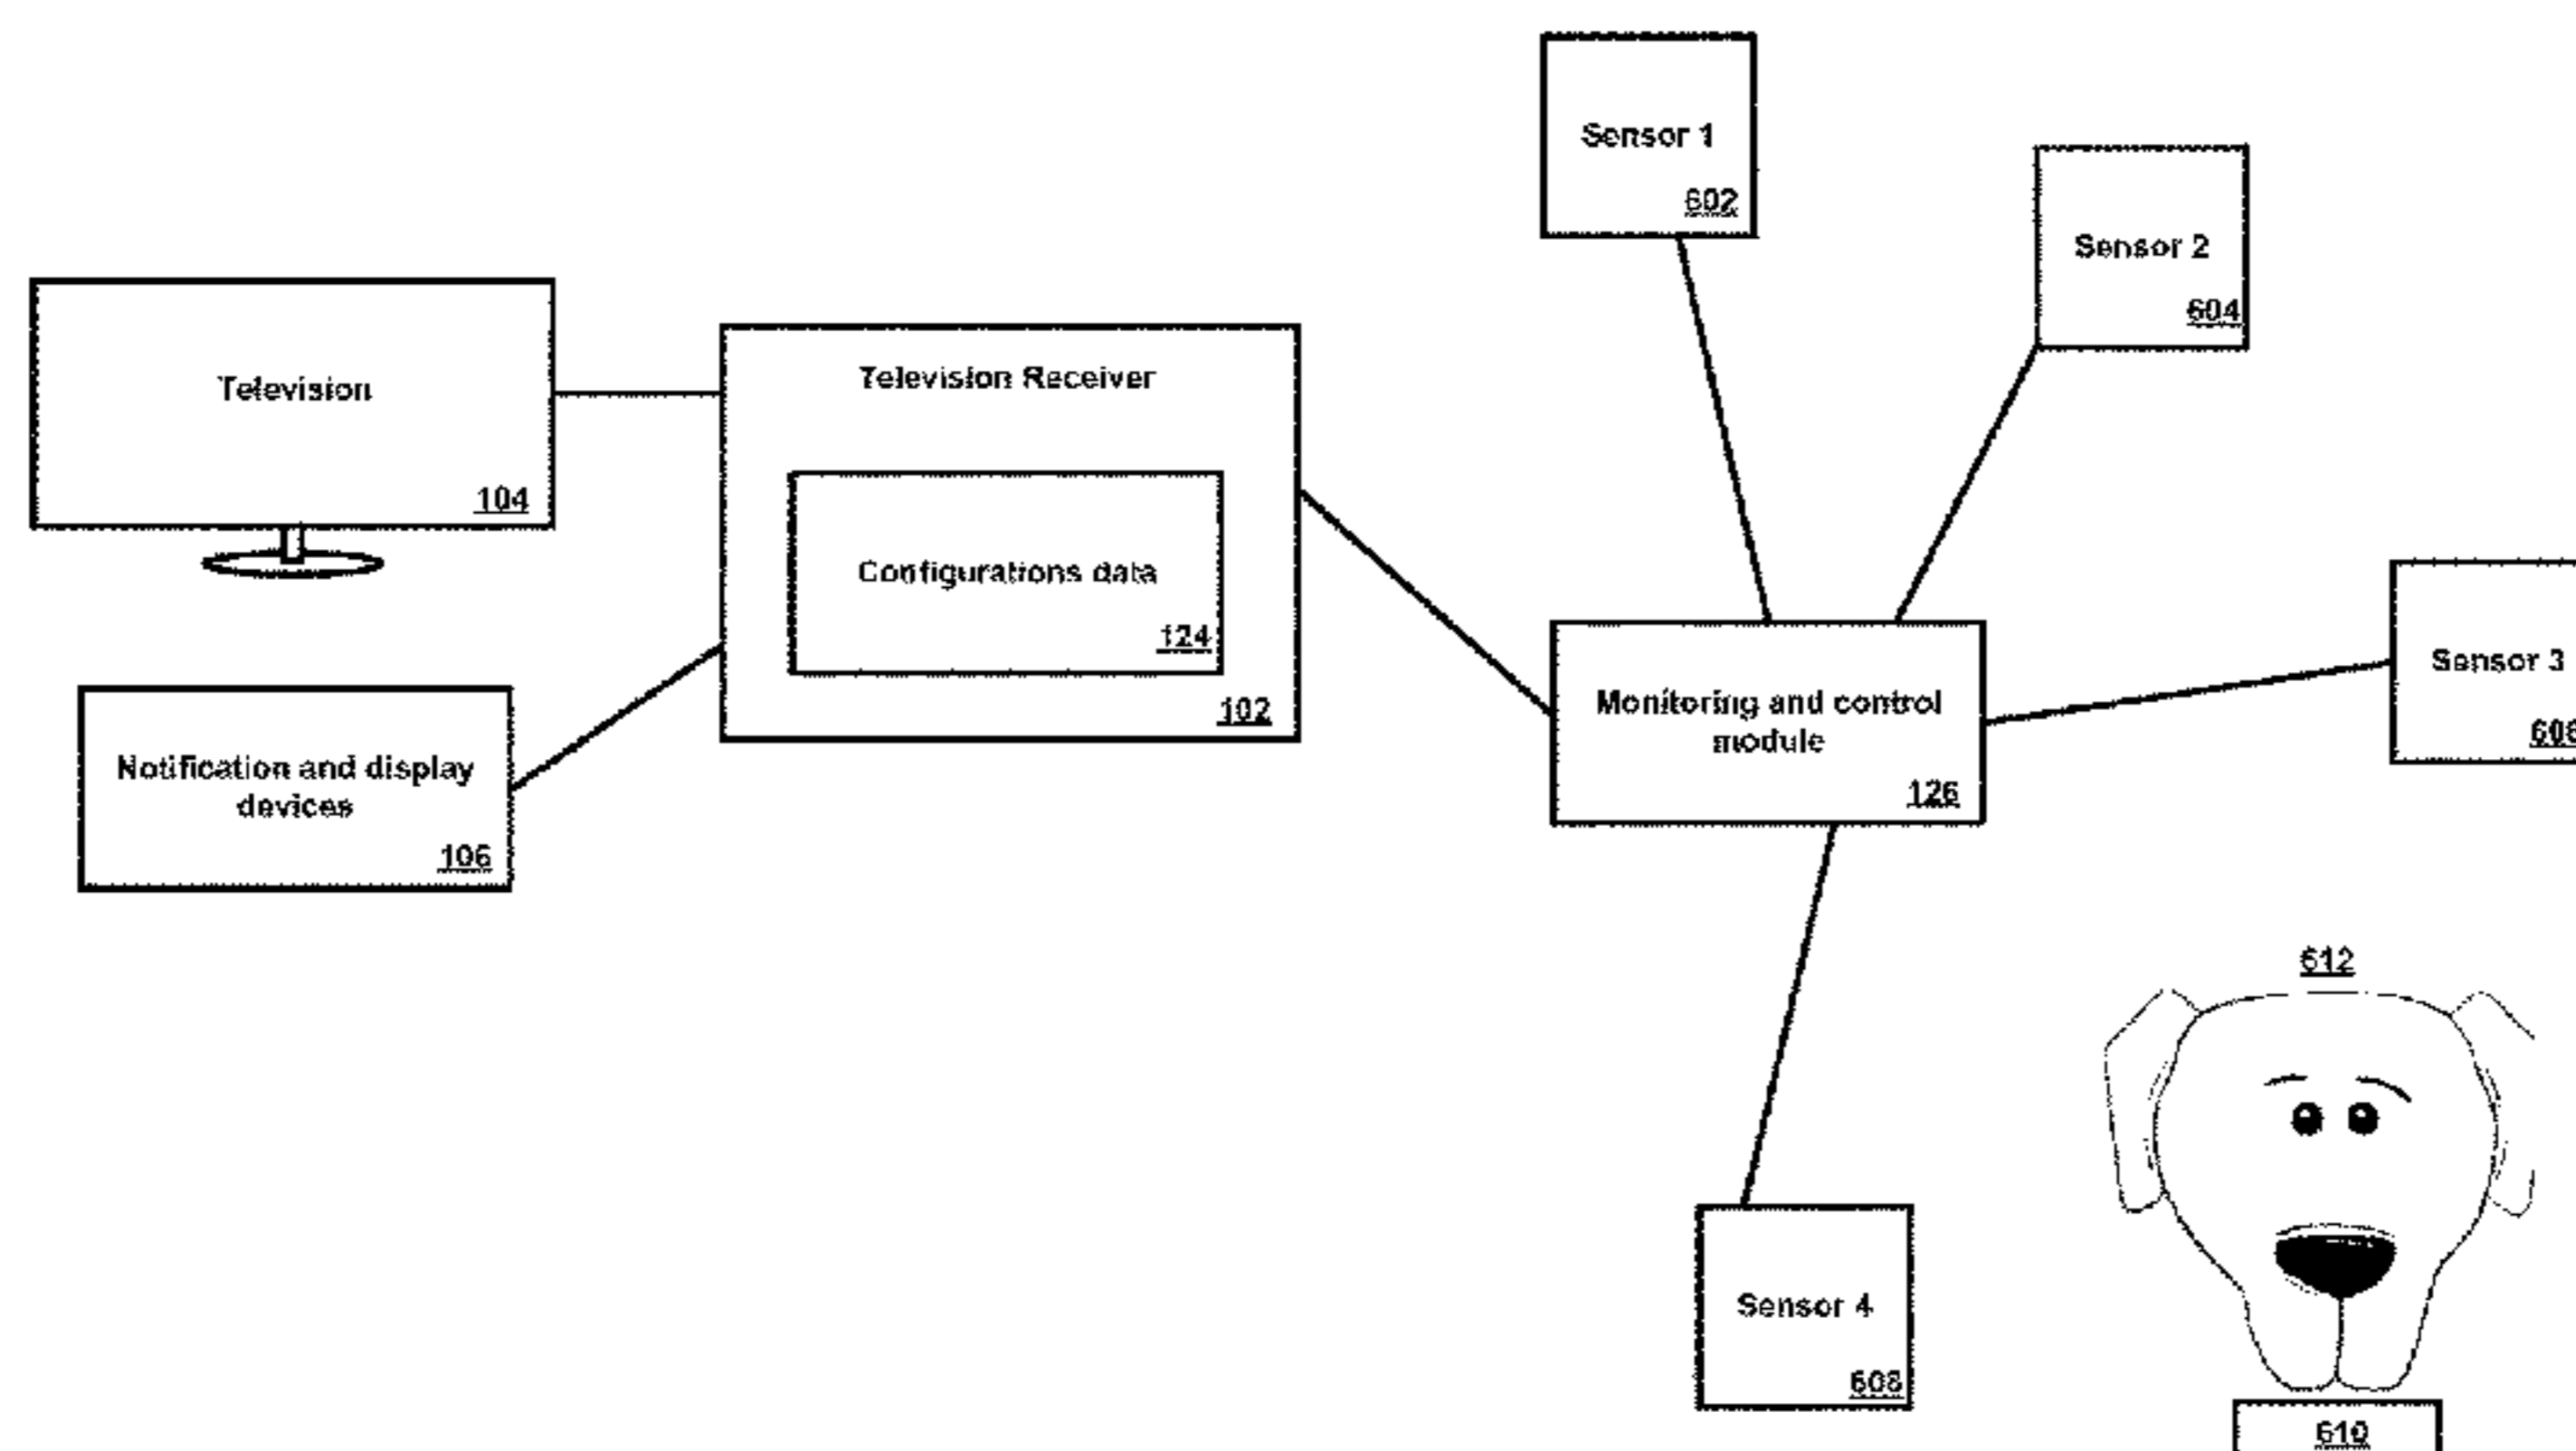 Sensor 1
602
Sensor 2
604
Television
104
Television Receiver
Configurations data
124
102
Notification and display
devices
106
Monitoring and control
module
126
Sensor 3
Sensor 4
608
612
610